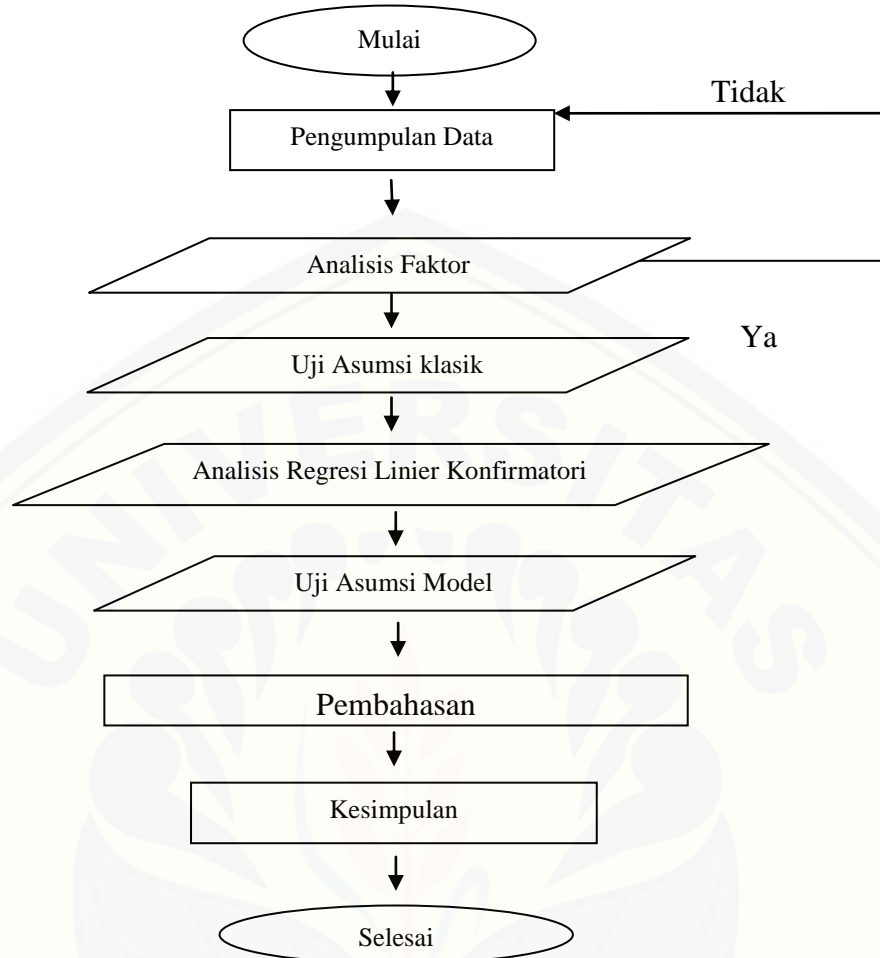 Mulai
Tidak
Pengumpulan Data
Analisis Faktor
Ya
Uji Asumsi klasik
Analisis Regresi Linier Konfirmatori
Uji Asumsi Model
Pembahasan
Kesimpulan
Selesai
UNIVERSITAS